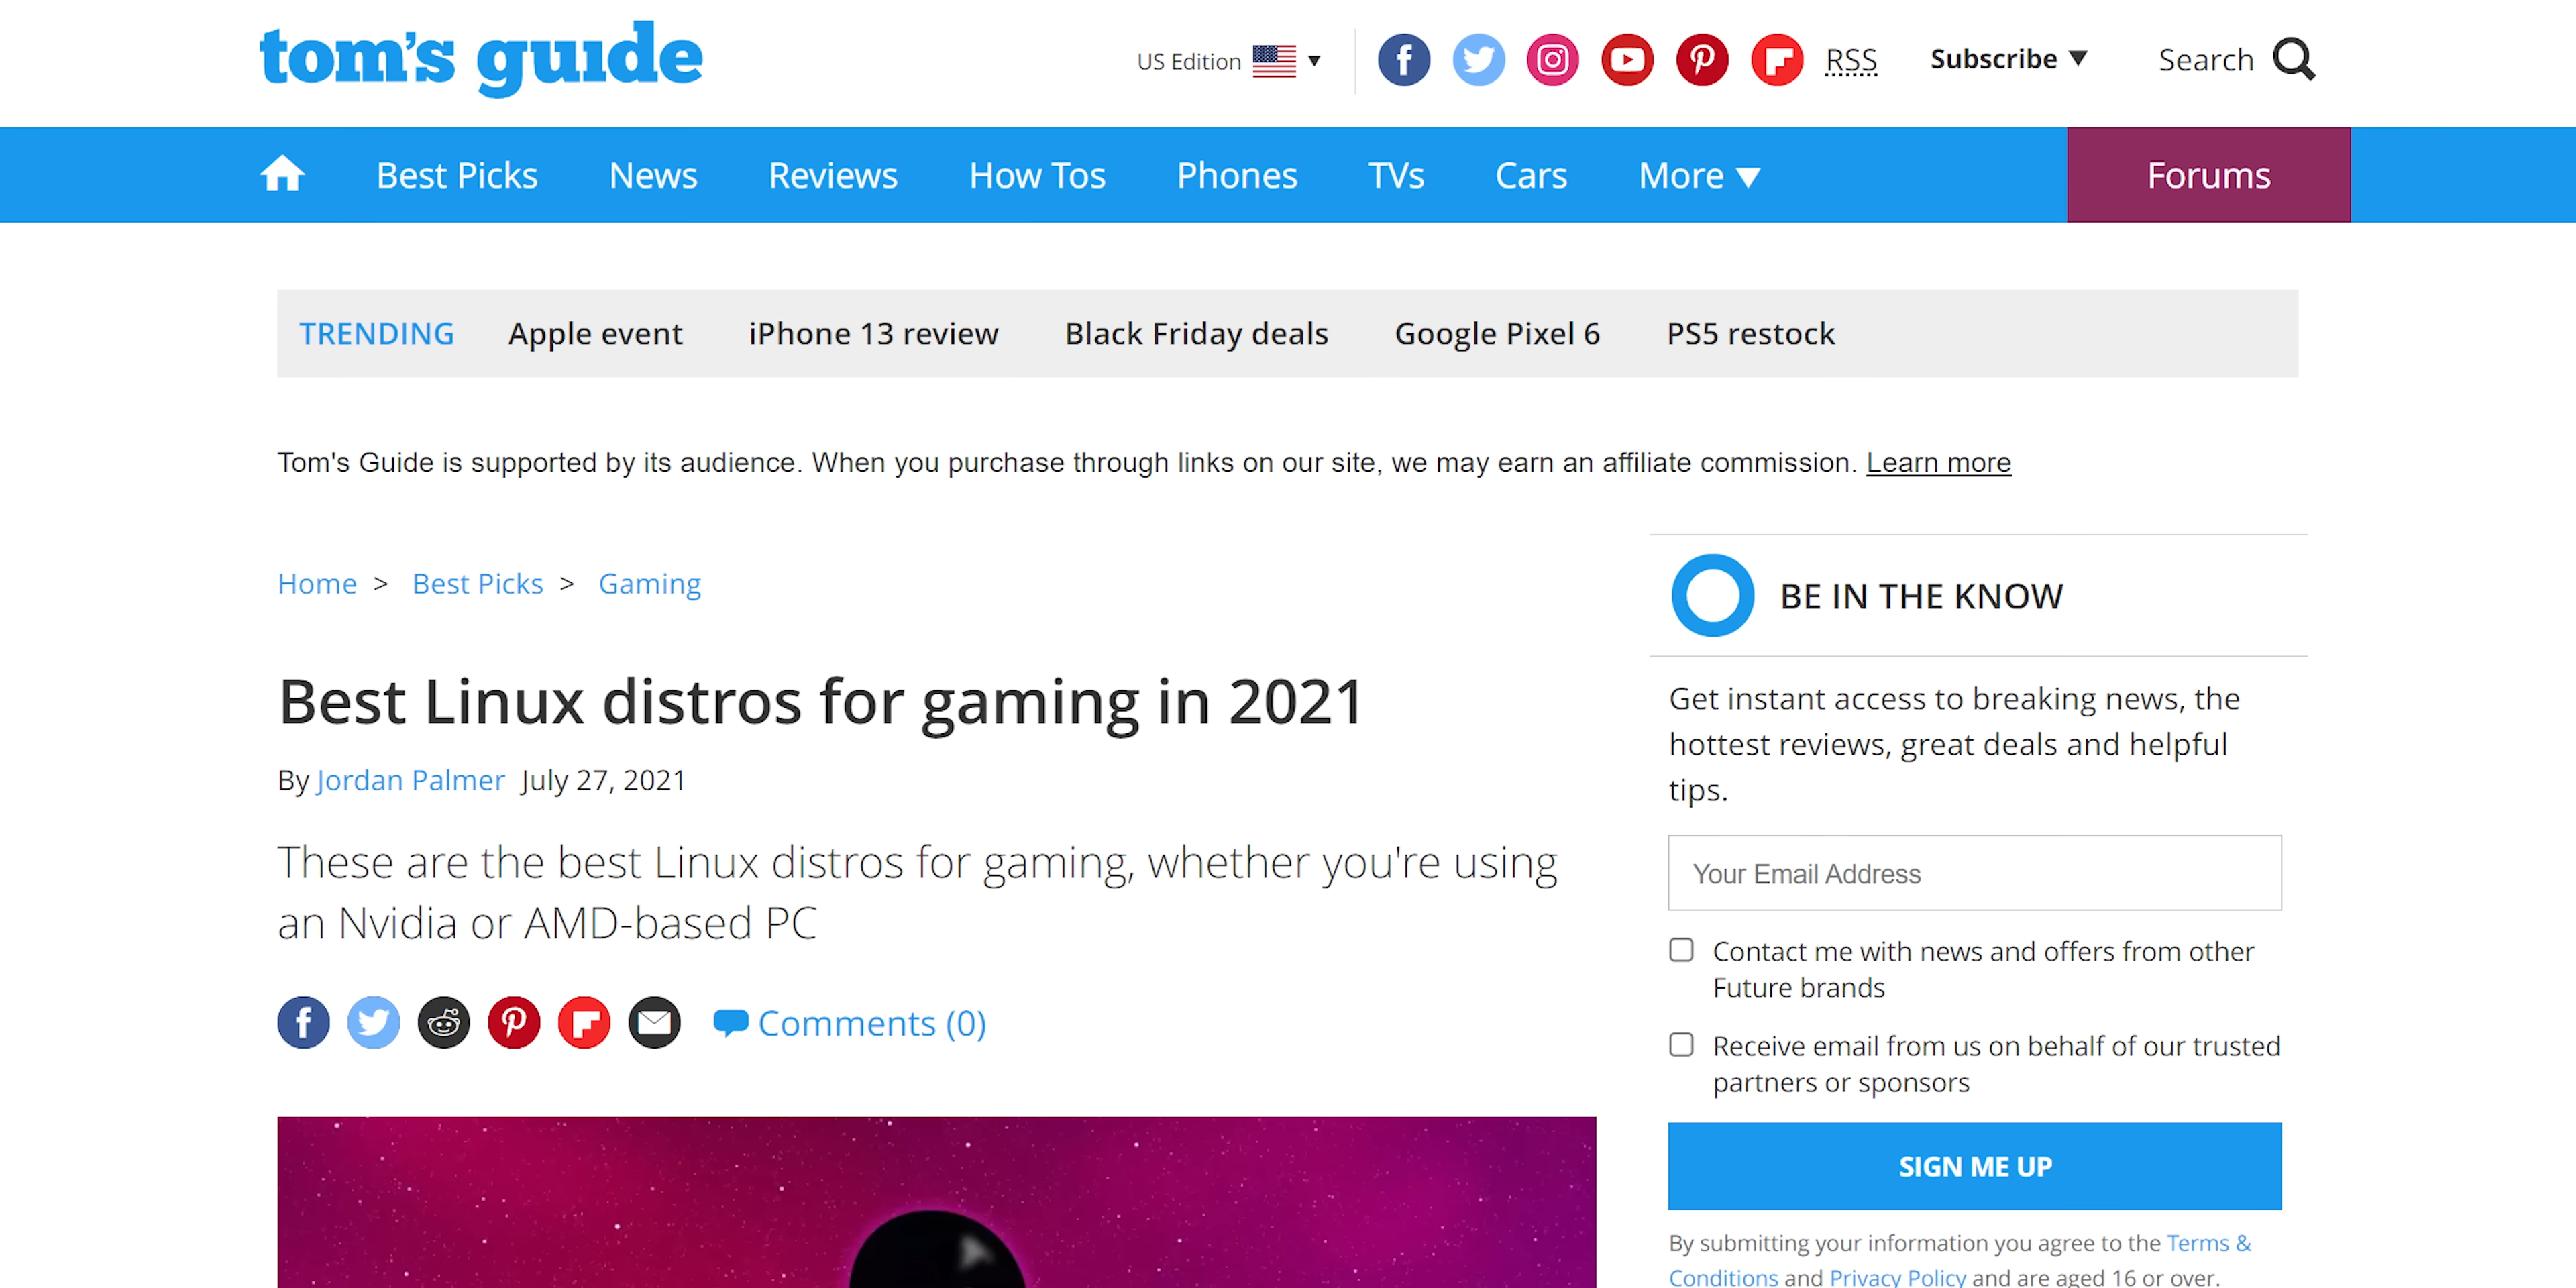 tom's guide
US Edition
RSS
Subscribe
Search
Best Picks
News
Reviews
How Tos
Phones
TVs
Cars
More
Forums
TRENDING
Apple event
iPhone 13 review
Black Friday deals
Google Pixel 6
PS5 restock
Tom's Guide is supported by its audience. When you purchase through links on our site, we may earn an affiliate commission. Learn more
Home > Best Picks > Gaming
Best Linux distros for gaming in 2021
By Jordan Palmer July 27, 2021
These are the best Linux distros for gaming, whether you're using
an Nvidia or AMD-based PC
Comments (0)
BE IN THE KNOW
Get instant access to breaking news, the
hottest reviews, great deals and helpful
tips.
Your Email Address
Contact me with news and offers from other
Future brands
Receive email from us on behalf of our trusted
partners or sponsors
SIGN ME UP
By submitting your information you agree to the Terms &
Conditions and Privacy Policy and are aged 16 or over.